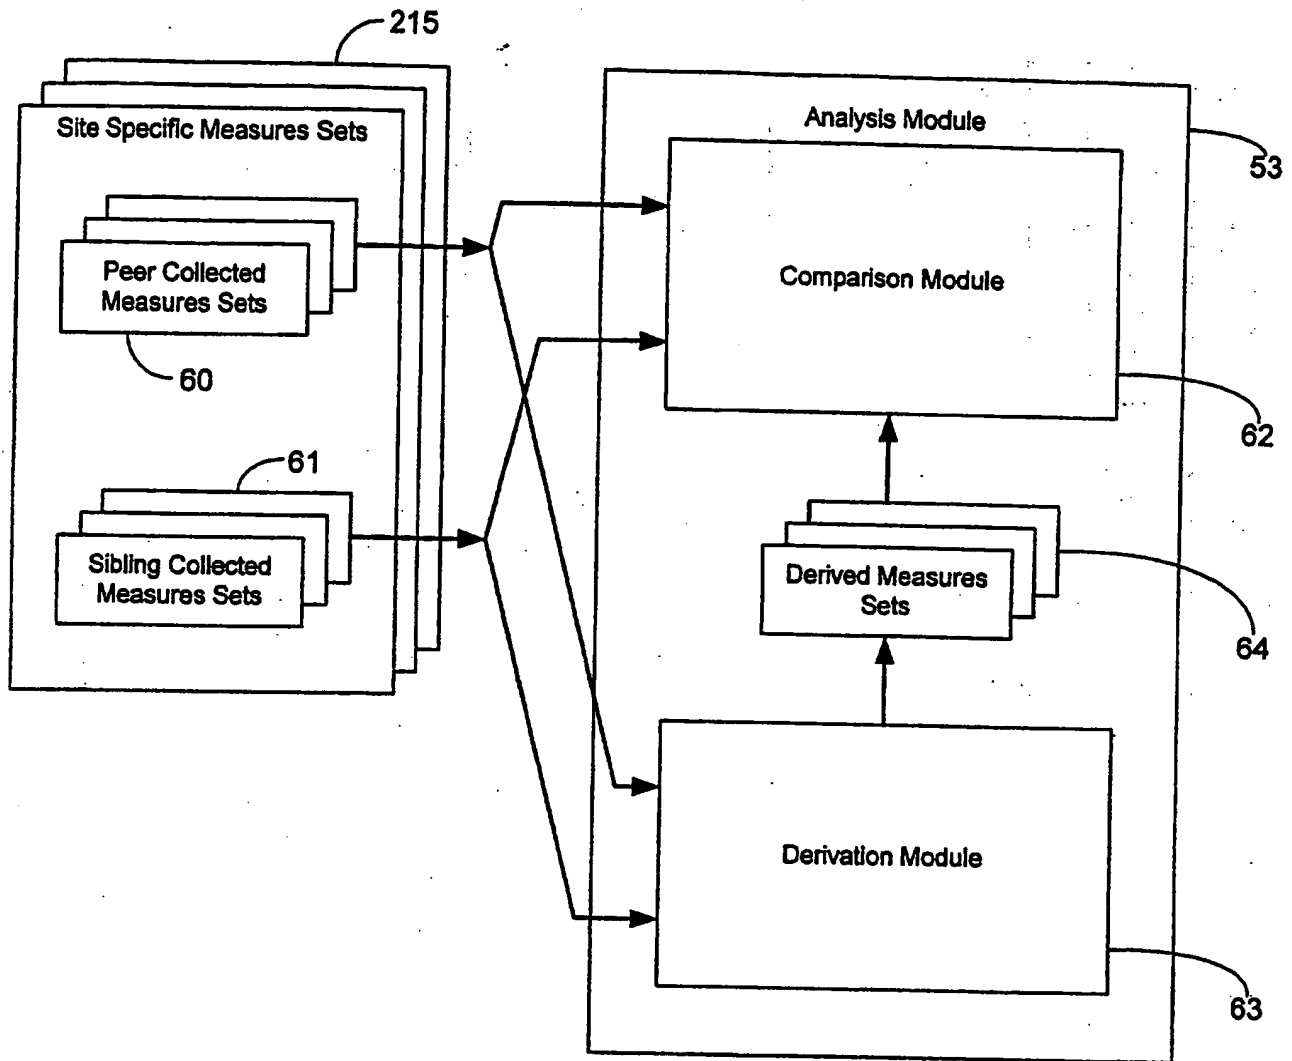 215
Site Specific Measures Sets
Analysis Module
53
Peer Collected
Measures Sets
60
Comparison Module
62
61
Sibling Collected
Measures Sets
Derived Measures
Sets
64
Derivation Module
63